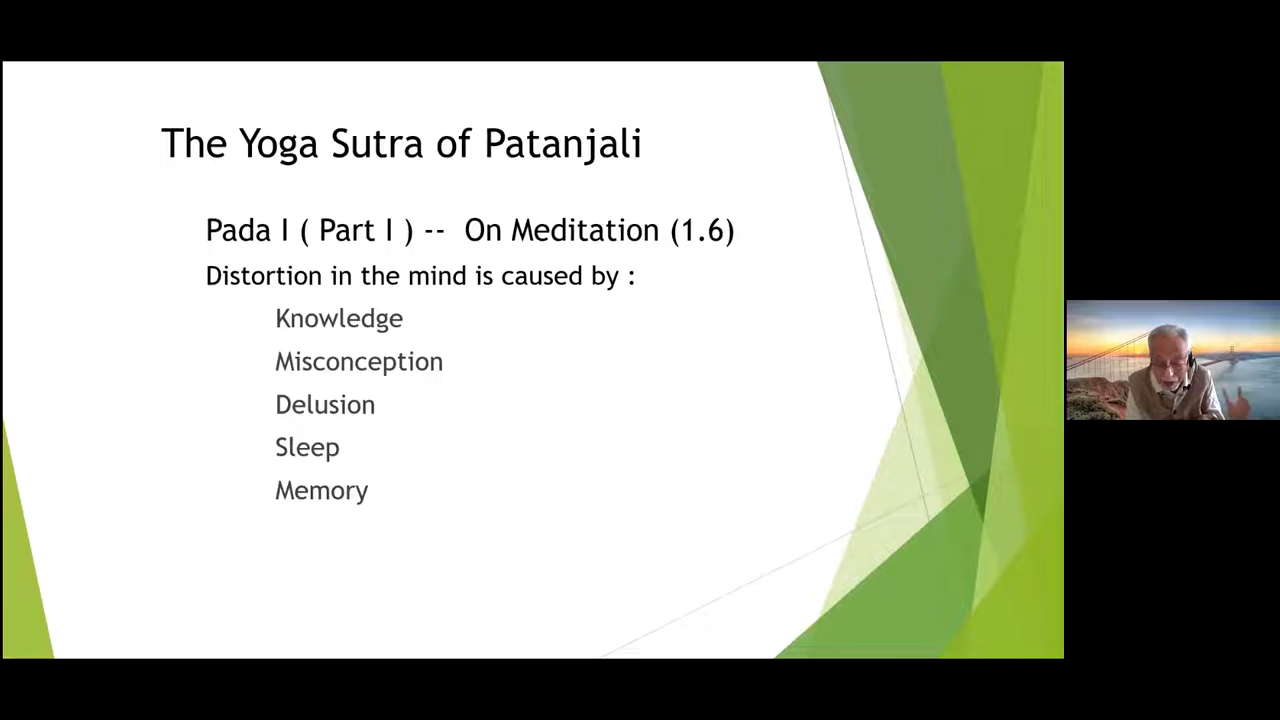 The Yoga Sutra of Patanjali
Pada I ( Part I ) -- On Meditation (1.6)
Distortion in the mind is caused by :
Knowledge
Misconception
Delusion
Sleep
Memory